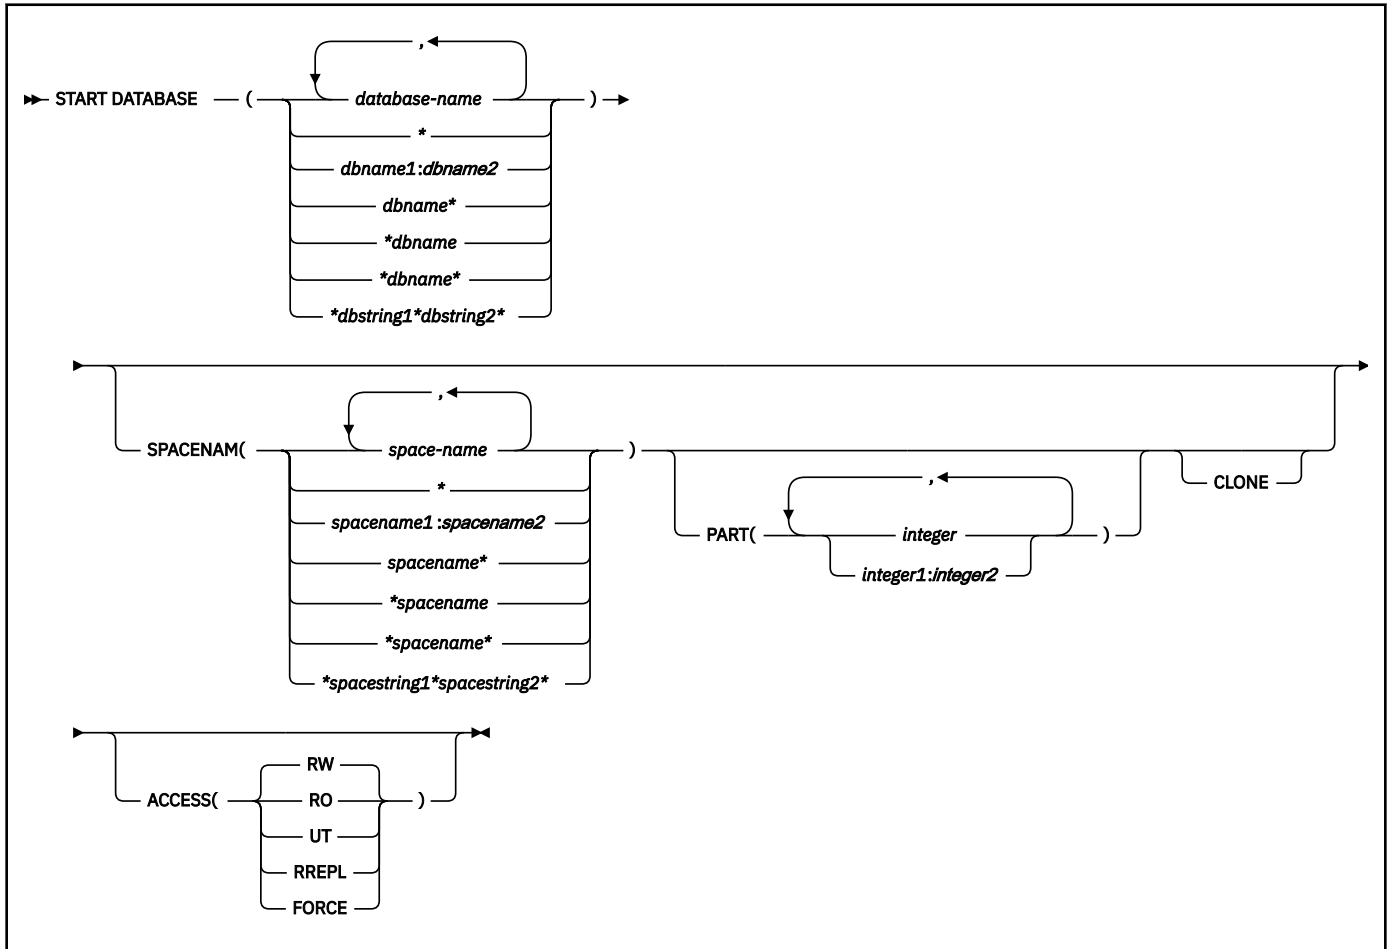 ,
START DATABASE ( database-name )
*
dbname1:dbname2
dbname*
*dbname
*dbname*
*dbstring1*dbstring2*
,
SPACENAM( space-name )
*
spacename1:spacename2
spacename*
*spacename
*spacename*
*spacestring1*spacestring2*
,
PART( integer )
integer1:integer2
CLONE
RW
ACCESS( RO )
UT
RREPL
FORCE